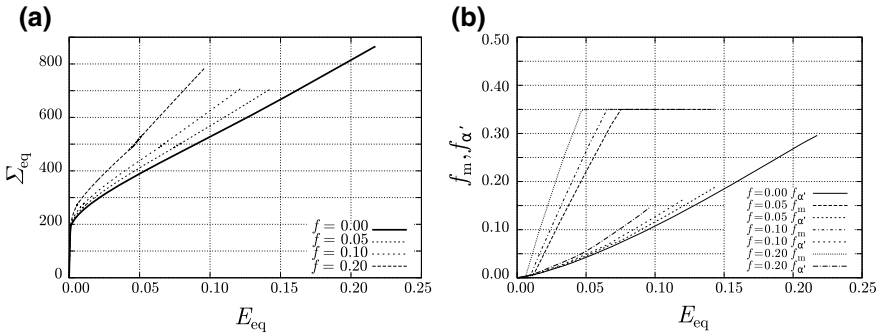 (a)
800
600
400
200
0
Σeq
0.00 0.05 0.10 0.15 0.20 0.25
Eeq
f = 0.00
f = 0.05
f = 0.10
f = 0.20
(b)
0.50
0.40
0.30
0.20
0.10
0.00
fm, fα′
0.00 0.05 0.10 0.15 0.20 0.25
Eeq
f=0.00 fα′
f=0.05 fm
f=0.05 fα′
f=0.10 fm
f=0.10 fα′
f=0.20 fm
f=0.20 fα′